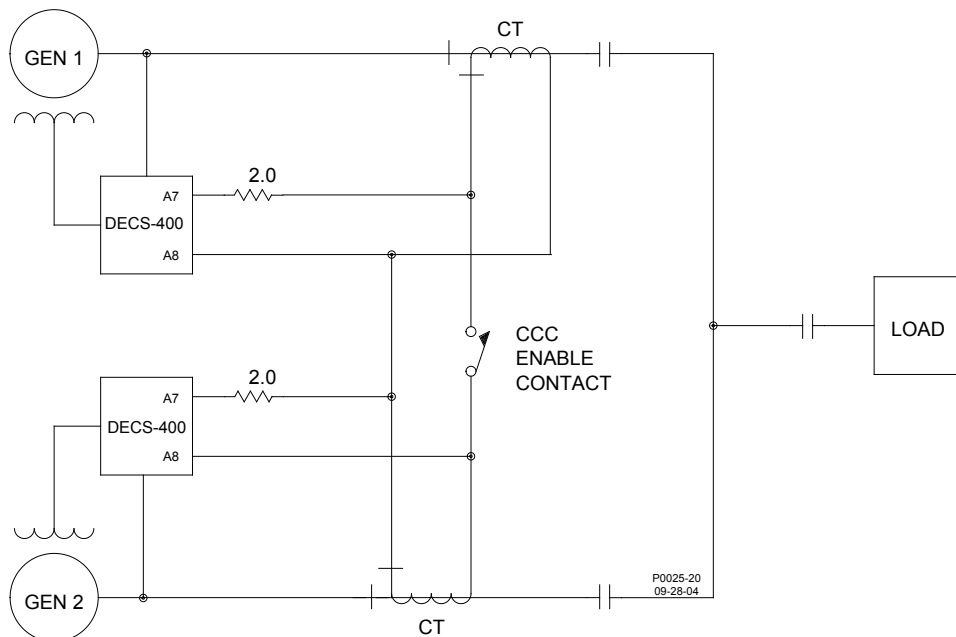 CT
GEN 1
2.0
A7
DECS-400
A8
CCC
ENABLE
CONTACT
LOAD
2.0
A7
DECS-400
A8
P0025-20
09-28-04
GEN 2
CT